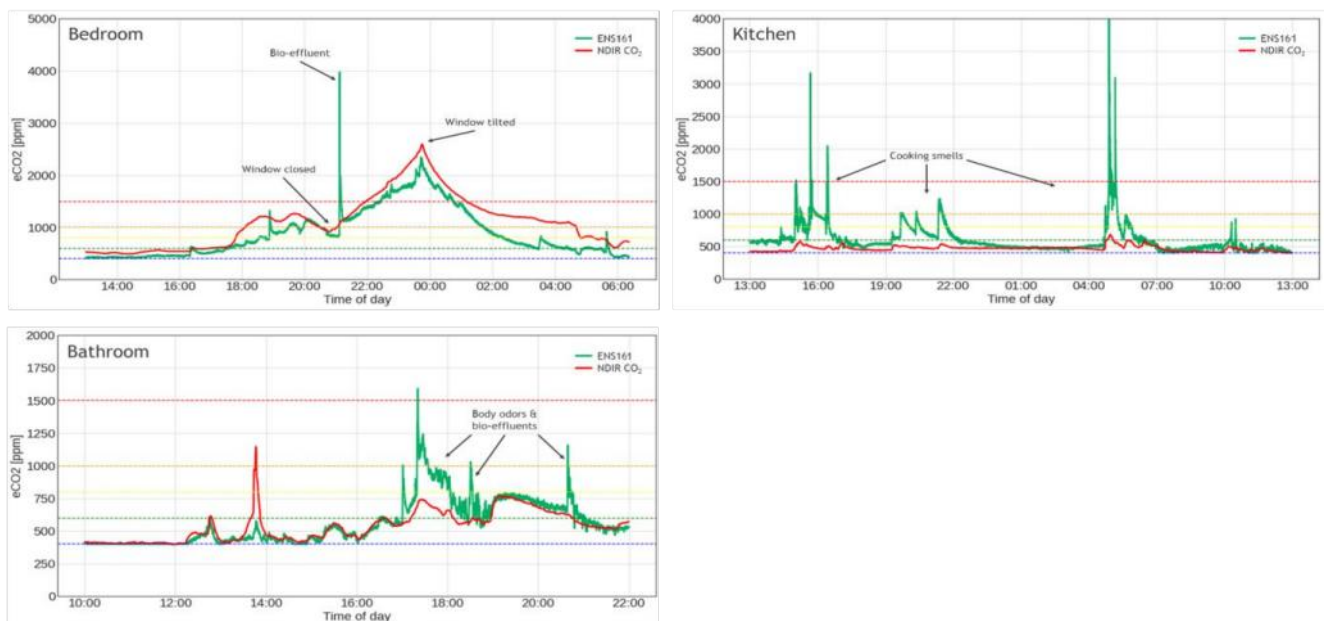 Bedroom
ENS161
NDIR CO₂
Bio-effluent
Window tilted
Window closed
eCO2 [ppm]
5000
4000
3000
2000
1000
0
14:00 16:00 18:00 20:00 22:00 00:00 02:00 04:00 06:00
Time of day
Kitchen
ENS161
NDIR CO₂
Cooking smells
eCO2 [ppm]
4000
3500
3000
2500
2000
1500
1000
500
0
13:00 16:00 19:00 22:00 01:00 04:00 07:00 10:00 13:00
Time of day
Bathroom
ENS161
NDIR CO₂
Body odors &
bio-effluents
eCO2 [ppm]
2000
1750
1500
1250
1000
750
500
250
0
10:00 12:00 14:00 16:00 18:00 20:00 22:00
Time of day